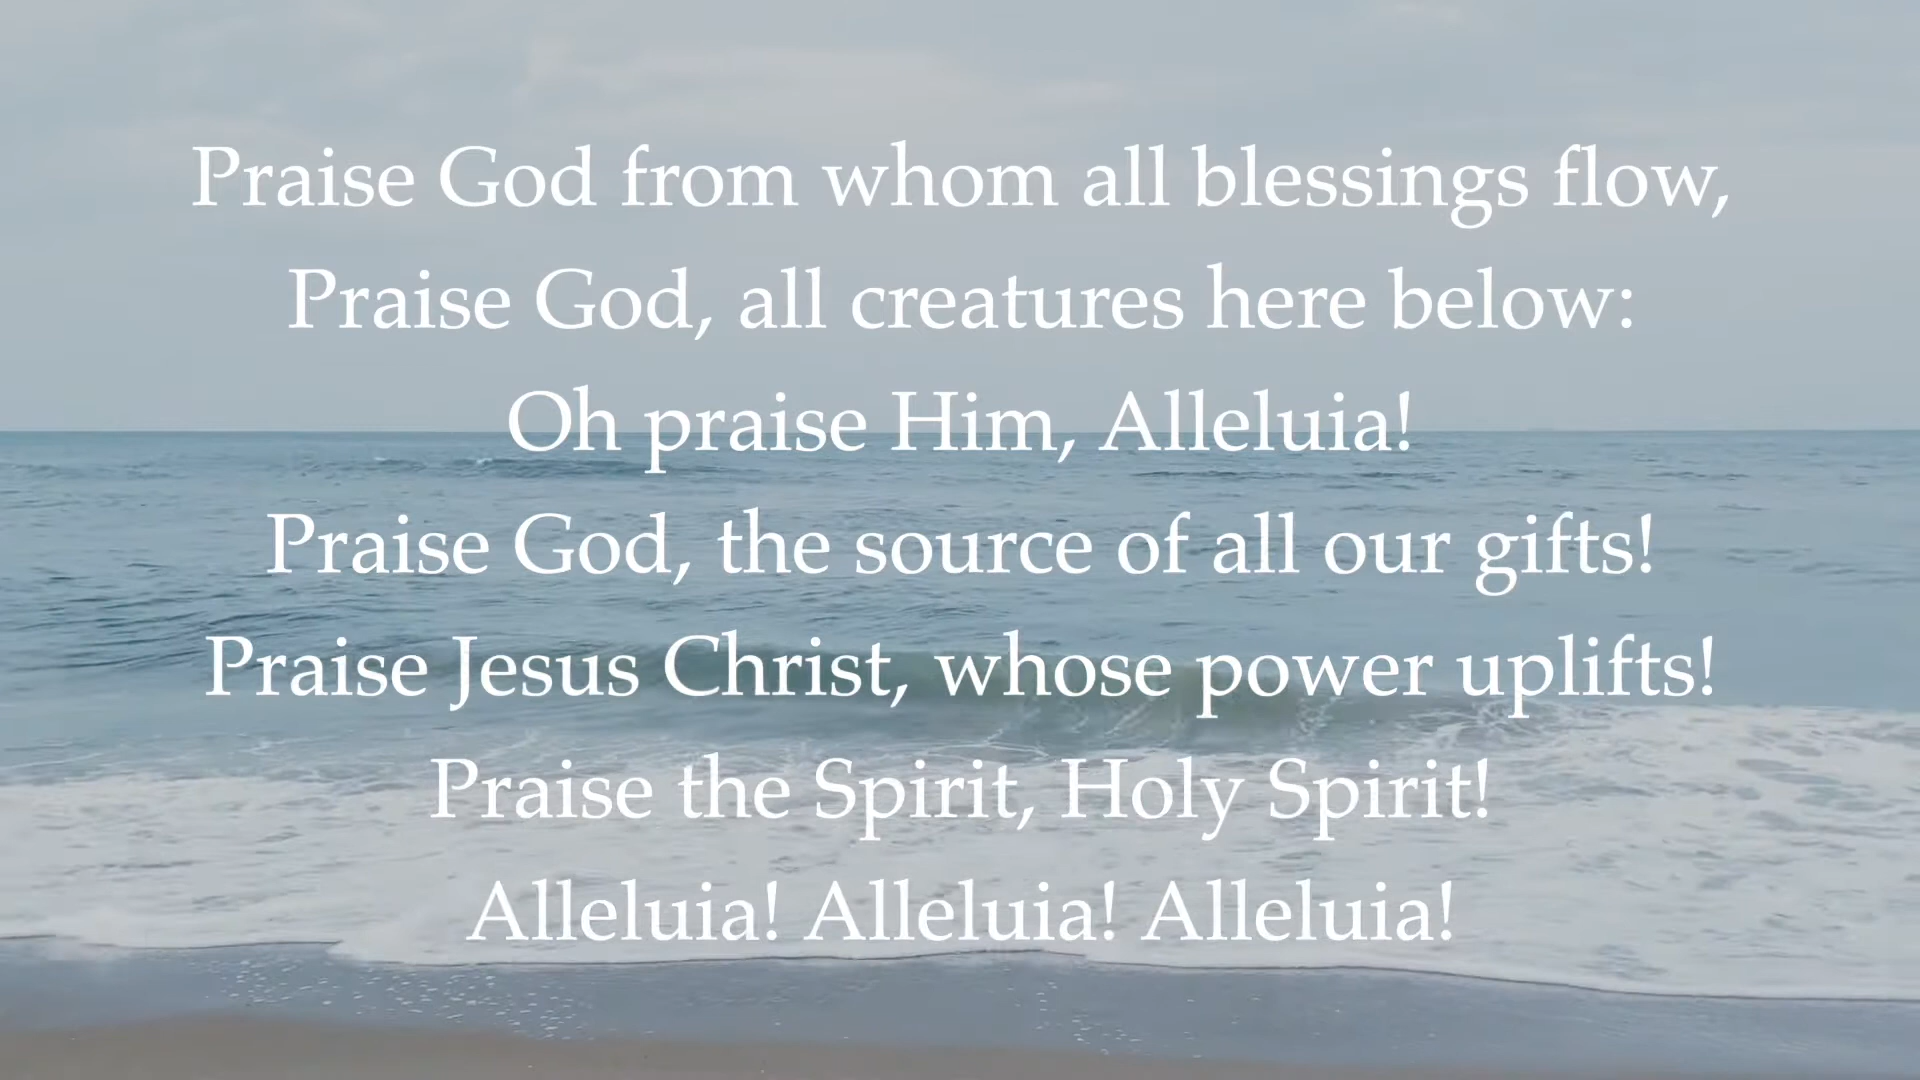 Praise God from whom all blessings flow,
Praise God, all creatures here below:
Oh praise Him, Alleluia!
Praise God, the source of all our gifts!
Praise Jesus Christ, whose power uplifts!
Praise the Spirit, Holy Spirit!
Alleluia! Alleluia! Alleluia!